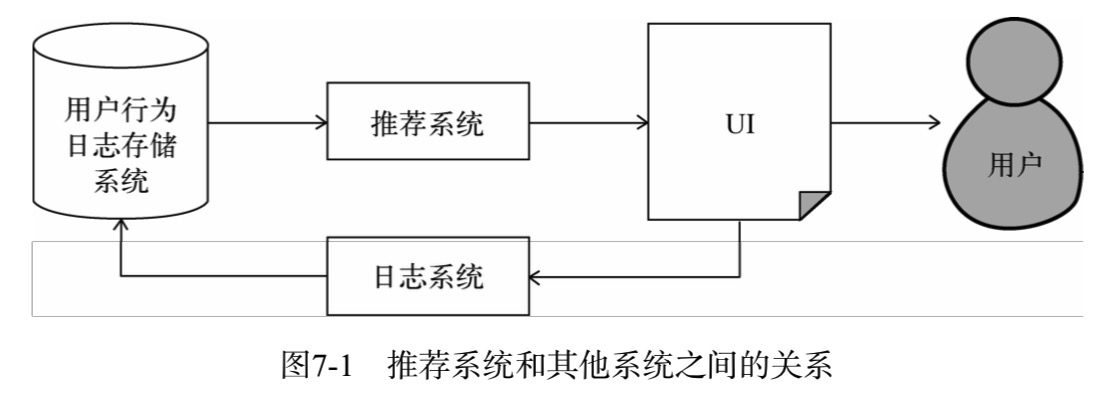 用户行为
日志存储
系统
推荐系统
UI
用户
日志系统
图7-1 推荐系统和其他系统之间的关系